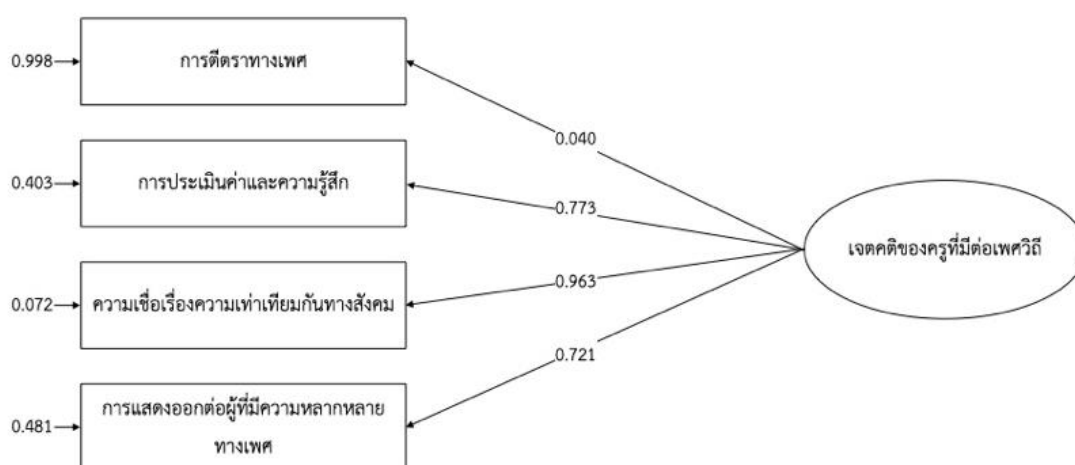 0.998
การตีตราทางเพศ
0.040
0.403
การประเมินค่าและความรู้สึก
0.773
เจตคติของครูที่มีต่อเพศวิถี
0.072
ความเชื่อเรื่องความเท่าเทียมกันทางสังคม
0.963
0.721
0.481
การแสดงออกต่อผู้ที่มีความหลากหลาย
ทางเพศ